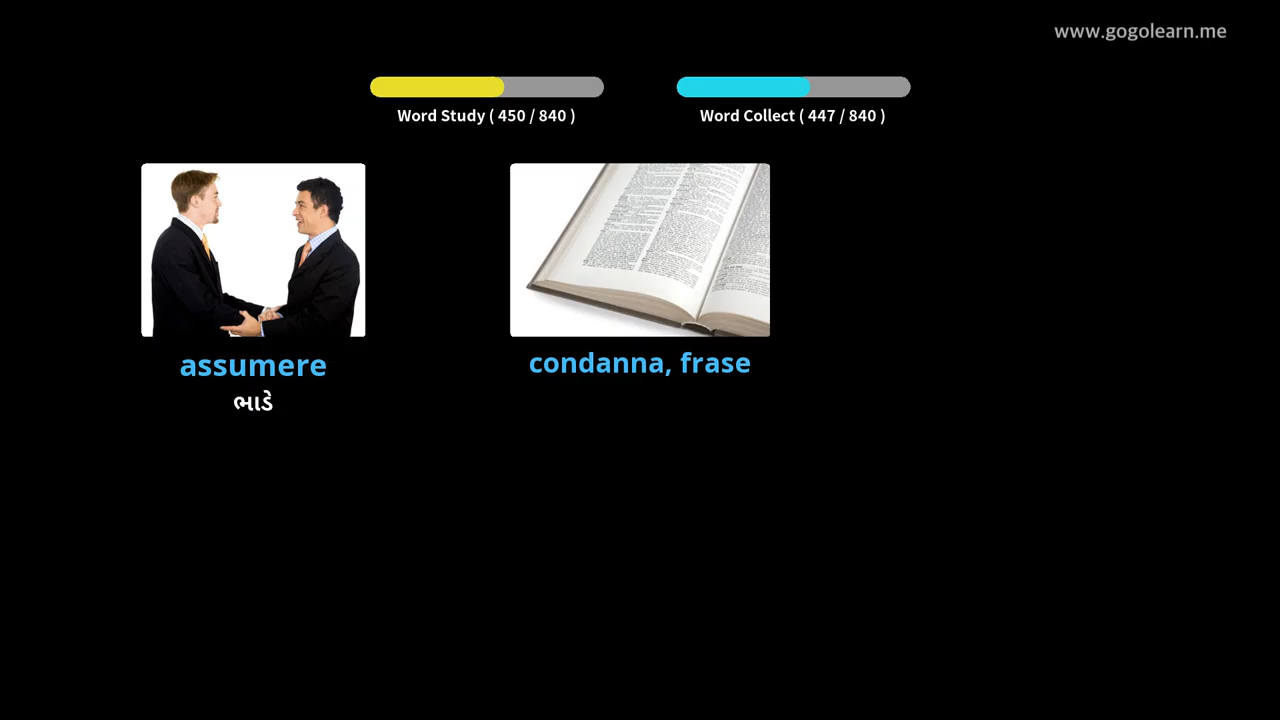 www.gogolearn.me
Word Study ( 450 / 840 )
Word Collect ( 447 / 840 )
assumere
ભાડે
condanna, frase